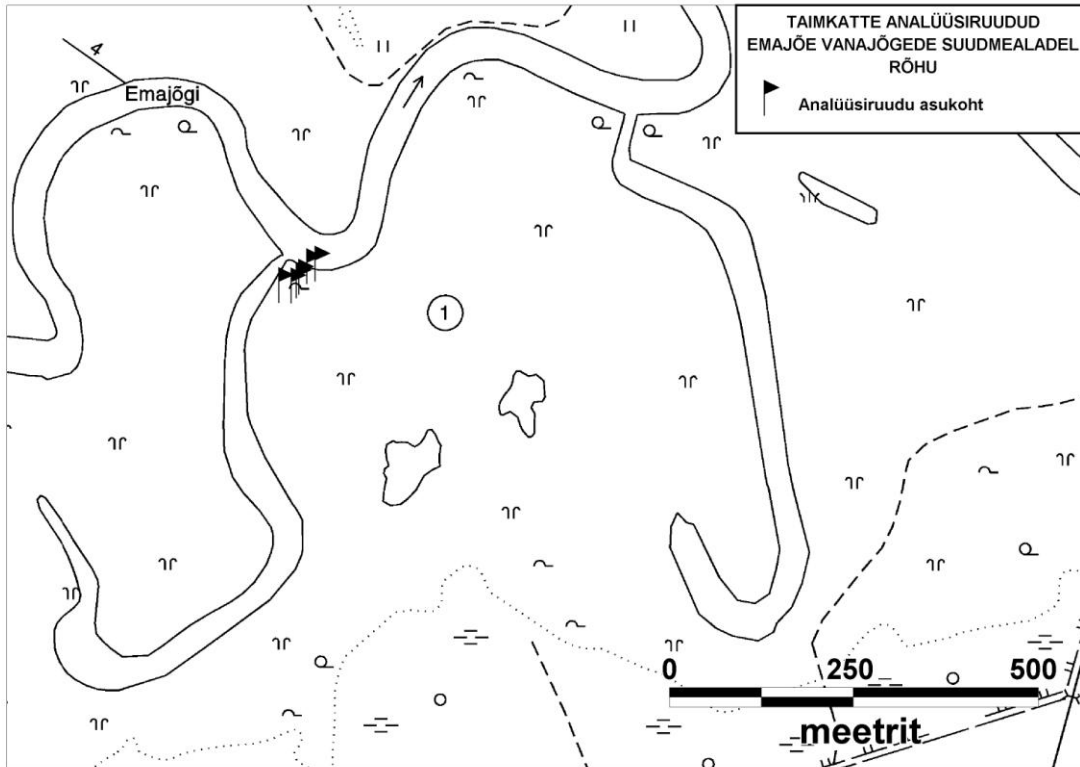 TAIMKATTE ANALÜÜSIRUUDUD
EMAJÕE VANAJÕGEDE SUUDMEALADEL
RÕHU
Analüüsiruudu asukoht
4
Emajõgi
1
0 250 500
meetrit